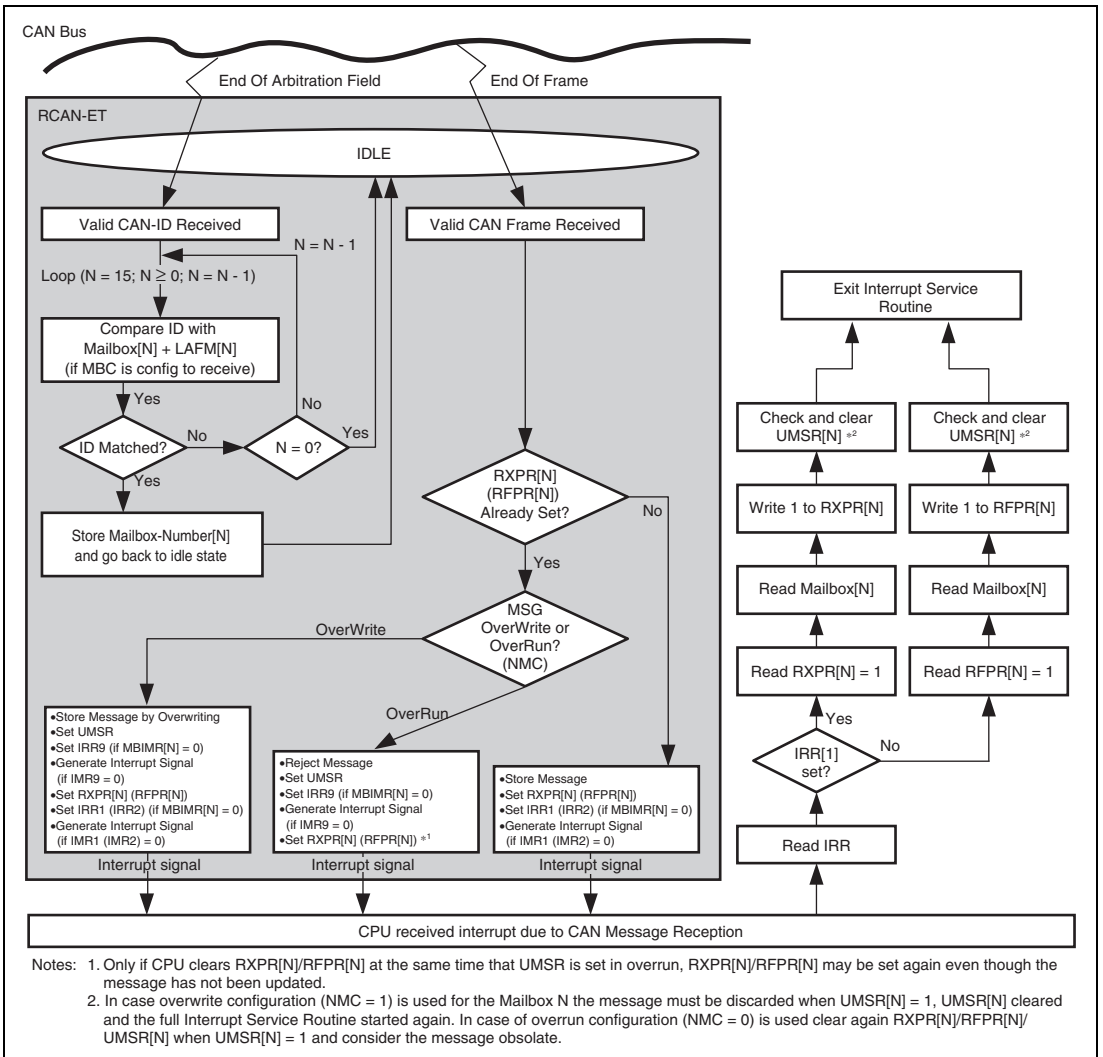 CAN Bus
End Of Arbitration Field
End Of Frame
RCAN-ET
IDLE
Valid CAN-ID Received
Valid CAN Frame Received
N = N - 1
Loop (N = 15; N ≥ 0; N = N - 1)
Compare ID with
Mailbox[N] + LAFM[N]
(if MBC is config to receive)
Yes
No
ID Matched?
No
N = 0?
Yes
Yes
Store Mailbox-Number[N]
and go back to idle state
RXPR[N]
(RFPR[N])
Already Set?
No
Yes
MSG
OverWrite or
OverRun?
(NMC)
OverWrite
OverRun
•Store Message by Overwriting
•Set UMSR
•Set IRR9 (if MBIMR[N] = 0)
•Generate Interrupt Signal
(if IMR9 = 0)
•Set RXPR[N] (RFPR[N])
•Set IRR1 (IRR2) (if MBIMR[N] = 0)
•Generate Interrupt Signal
(if IMR1 (IMR2) = 0)
•Reject Message
•Set UMSR
•Set IRR9 (if MBIMR[N] = 0)
•Generate Interrupt Signal
(if IMR9 = 0)
•Set RXPR[N] (RFPR[N]) *1
•Store Message
•Set RXPR[N] (RFPR[N])
•Set IRR1 (IRR2) (if MBIMR[N] = 0)
•Generate Interrupt Signal
(if IMR1 (IMR2) = 0)
Interrupt signal
Interrupt signal
Interrupt signal
Exit Interrupt Service
Routine
Check and clear
UMSR[N] *2
Check and clear
UMSR[N] *2
Write 1 to RXPR[N]
Write 1 to RFPR[N]
Read Mailbox[N]
Read Mailbox[N]
Read RXPR[N] = 1
Read RFPR[N] = 1
Yes
IRR[1]
set?
No
Read IRR
CPU received interrupt due to CAN Message Reception
Notes: 1. Only if CPU clears RXPR[N]/RFPR[N] at the same time that UMSR is set in overrun, RXPR[N]/RFPR[N] may be set again even though the
message has not been updated.
2. In case overwrite configuration (NMC = 1) is used for the Mailbox N the message must be discarded when UMSR[N] = 1, UMSR[N] cleared
and the full Interrupt Service Routine started again. In case of overrun configuration (NMC = 0) is used clear again RXPR[N]/RFPR[N]/
UMSR[N] when UMSR[N] = 1 and consider the message obsolate.